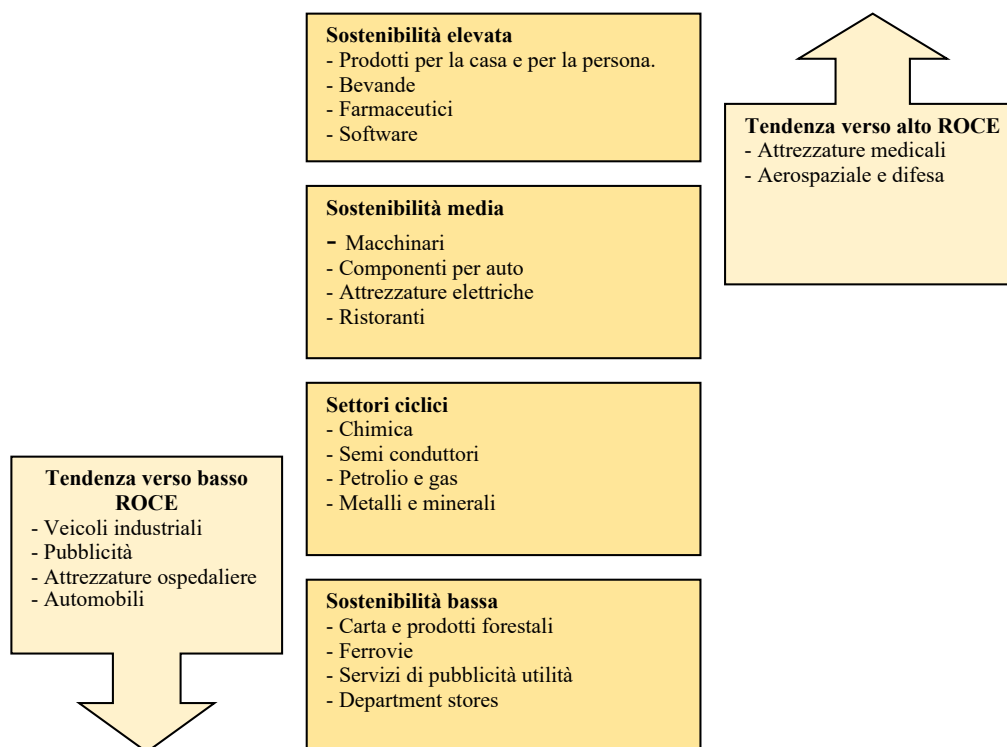 Sostenibilità elevata
- Prodotti per la casa e per la persona.
- Bevande
- Farmaceutici
- Software
Tendenza verso alto ROCE
- Attrezzature medicali
- Aerospaziale e difesa
Sostenibilità media
- Macchinari
- Componenti per auto
- Attrezzature elettriche
- Ristoranti
Settori ciclici
- Chimica
- Semi conduttori
- Petrolio e gas
- Metalli e minerali
Tendenza verso basso
ROCE
- Veicoli industriali
- Pubblicità
- Attrezzature ospedaliere
- Automobili
Sostenibilità bassa
- Carta e prodotti forestali
- Ferrovie
- Servizi di pubblicità utilità
- Department stores